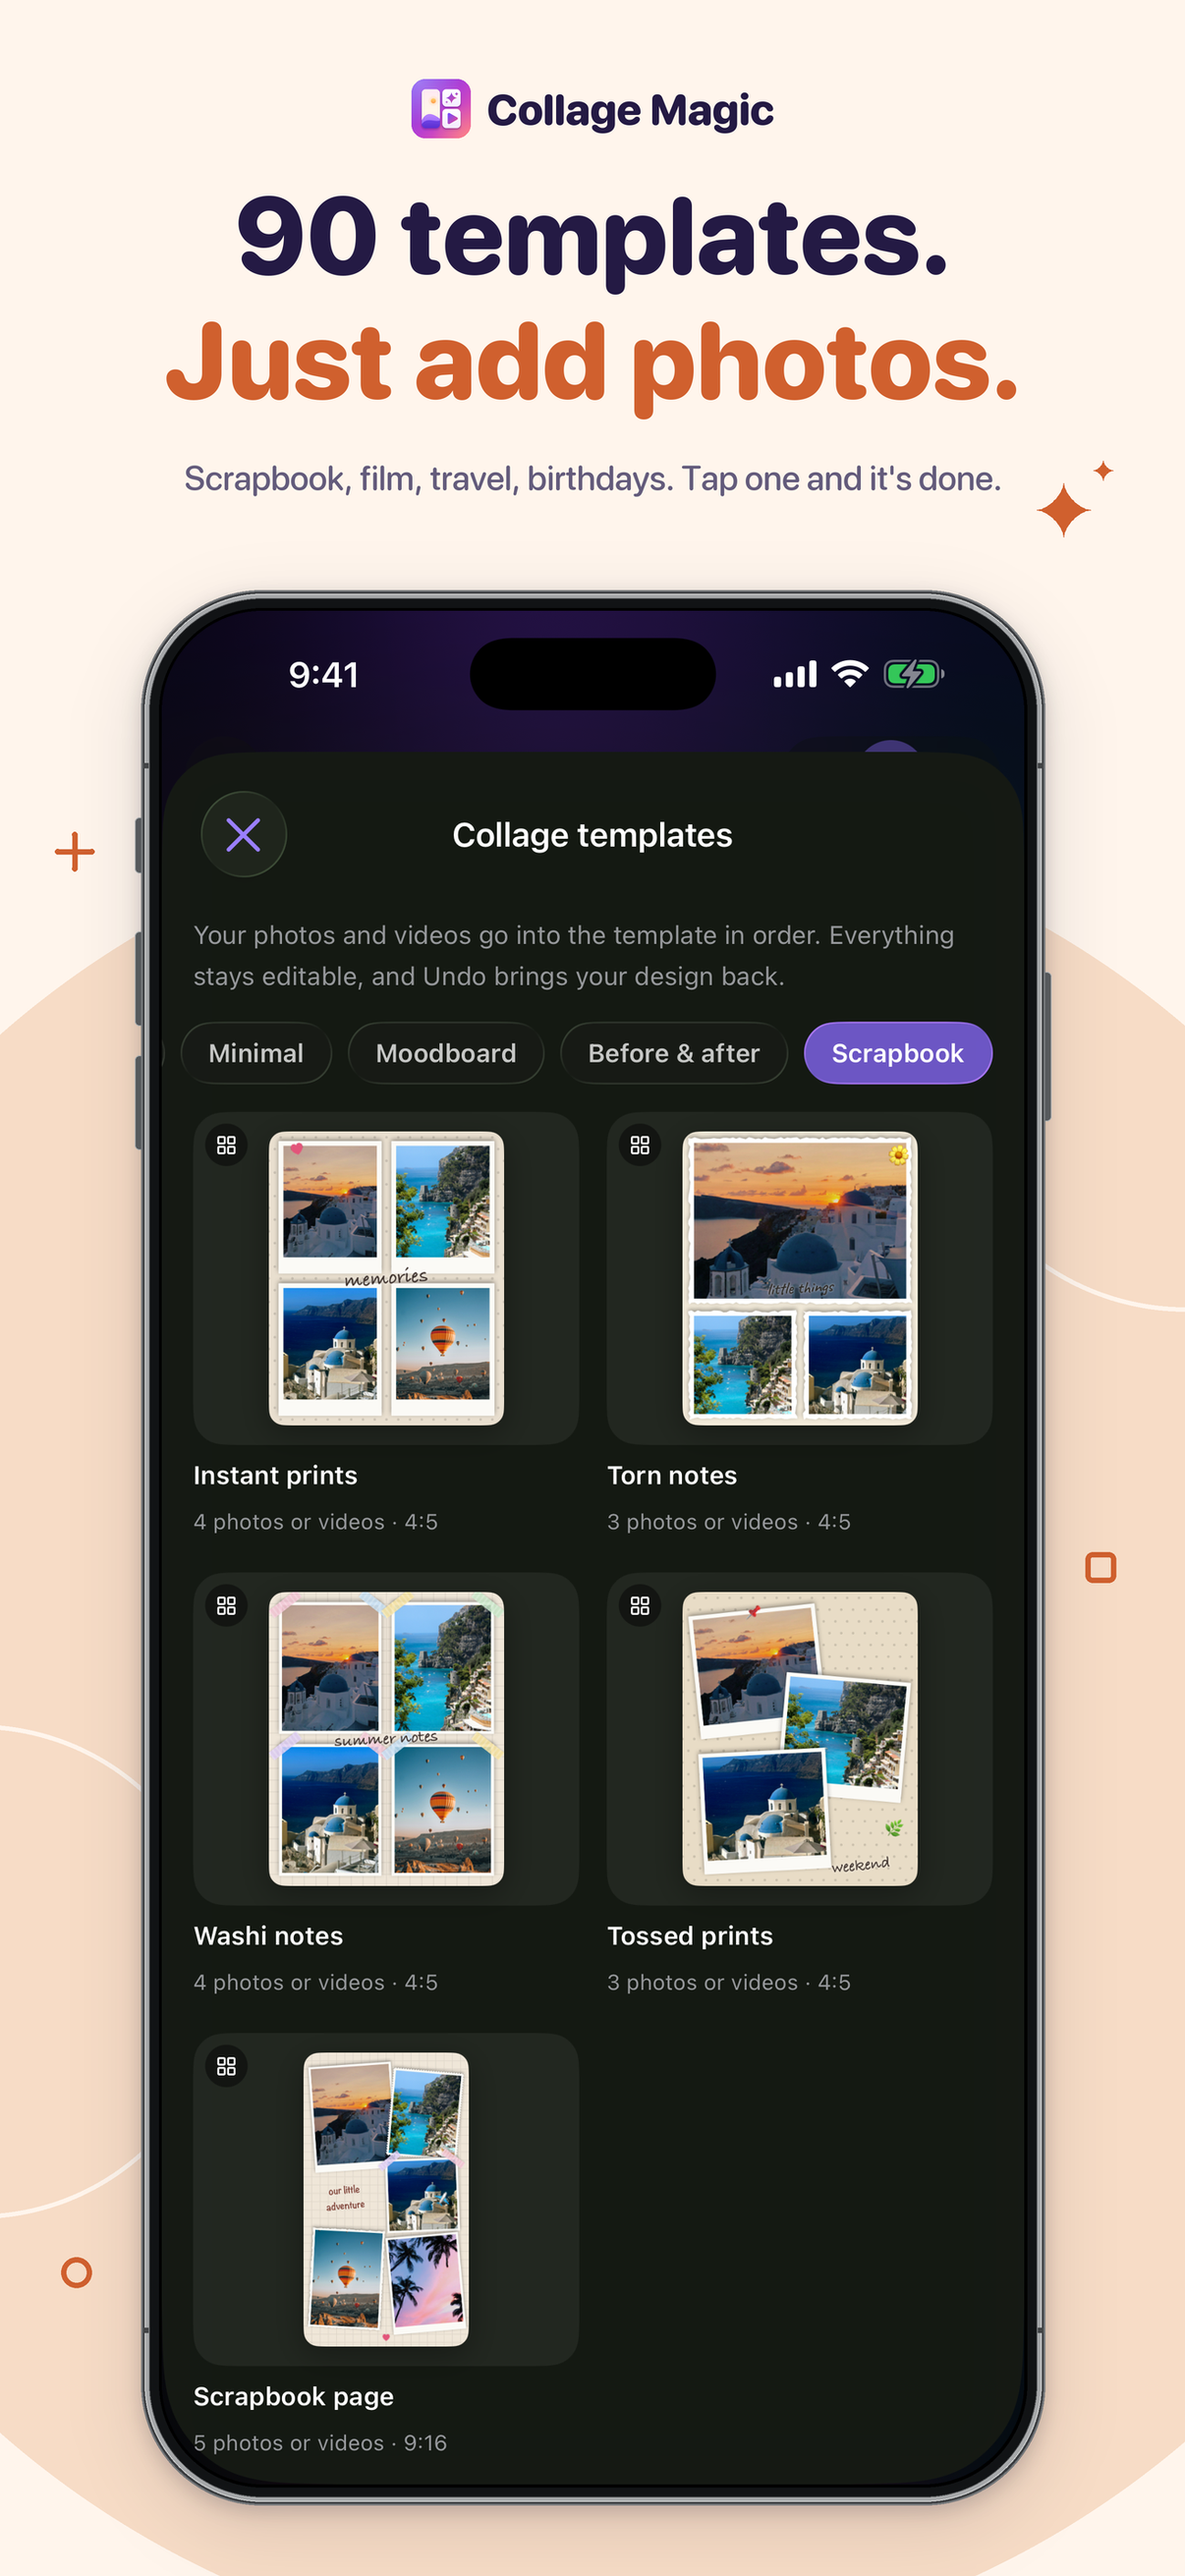 Collage Magic
90 templates.
Just add photos.
Scrapbook, film, travel, birthdays. Tap one and it's done.
9:41
Collage templates
Your photos and videos go into the template in order. Everything
stays editable, and Undo brings your design back.
Minimal
Moodboard
Before & after
Scrapbook
memories
little things
Instant prints
Torn notes
4 photos or videos · 4:5
3 photos or videos · 4:5
summer notes
weekend
Washi notes
Tossed prints
4 photos or videos · 4:5
3 photos or videos · 4:5
our little
adventure
Scrapbook page
5 photos or videos · 9:16